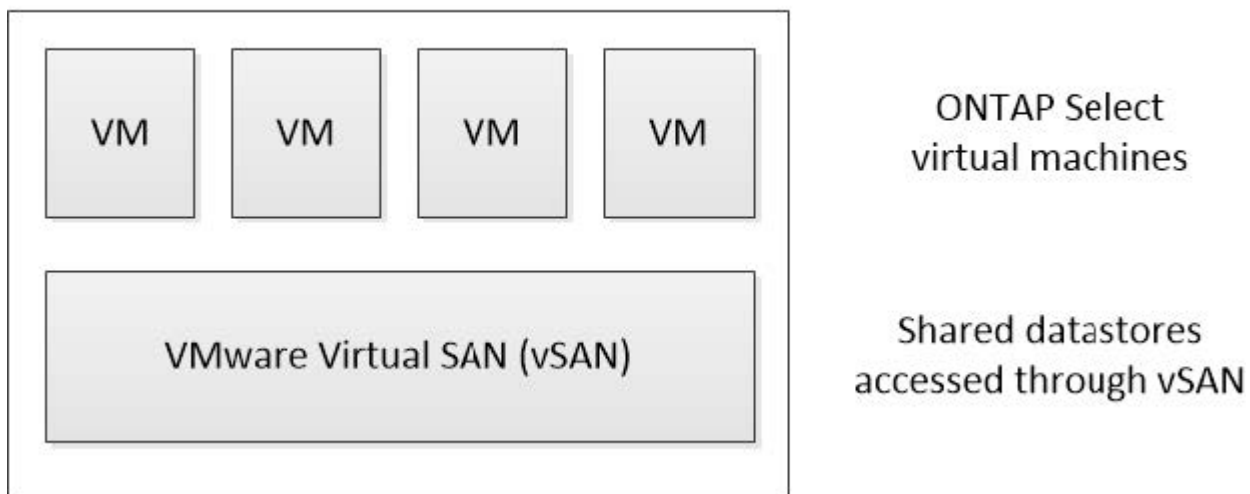 VM
VM
VM
VM
ONTAP Select
virtual machines
VMware Virtual SAN (vSAN)
Shared datastores
accessed through vSAN